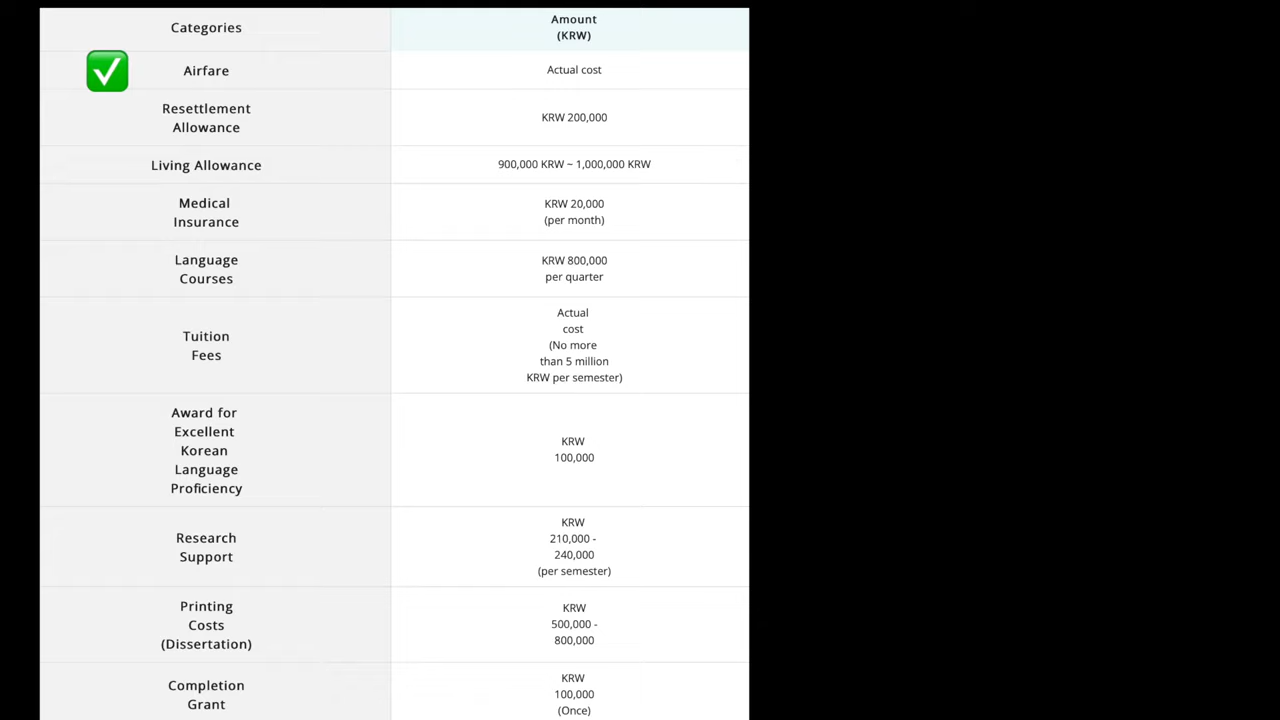 Categories
Amount
(KRW)
Airfare
Actual cost
Resettlement
Allowance
KRW 200,000
Living Allowance
900,000 KRW ~ 1,000,000 KRW
Medical
Insurance
KRW 20,000
(per month)
Language
Courses
KRW 800,000
per quarter
Tuition
Fees
Actual
cost
(No more
than 5 million
KRW per semester)
Award for
Excellent
Korean
Language
Proficiency
KRW
100,000
Research
Support
KRW
210,000 -
240,000
(per semester)
Printing
Costs
(Dissertation)
KRW
500,000 -
800,000
Completion
Grant
KRW
100,000
(Once)